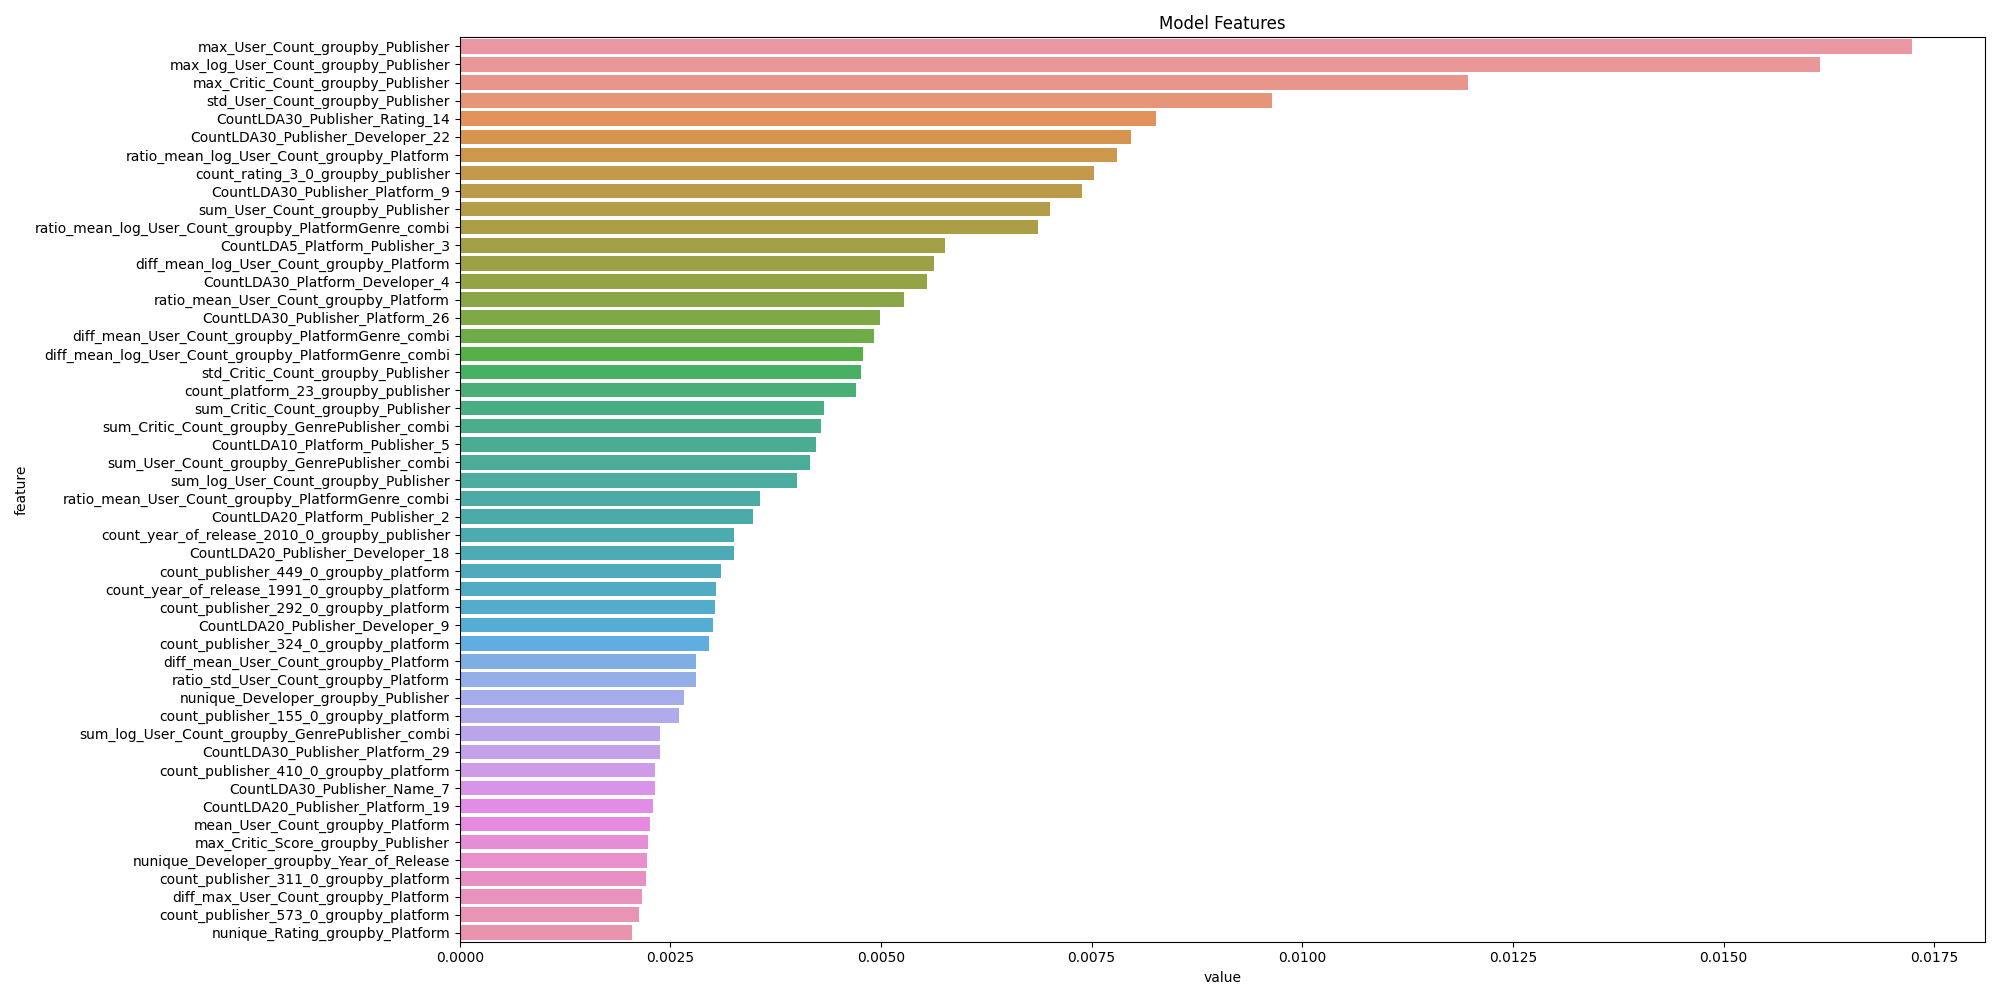 Model Features
max_User_Count_groupby_Publisher
max_log_User_Count_groupby_Publisher
max_Critic_Count_groupby_Publisher
std_User_Count_groupby_Publisher
CountLDA30_Publisher_Rating_14
CountLDA30_Publisher_Developer_22
ratio_mean_log_User_Count_groupby_Platform
count_rating_3_0_groupby_publisher
CountLDA30_Publisher_Platform_9
sum_User_Count_groupby_Publisher
ratio_mean_log_User_Count_groupby_PlatformGenre_combi
CountLDA5_Platform_Publisher_3
diff_mean_log_User_Count_groupby_Platform
CountLDA30_Platform_Developer_4
ratio_mean_User_Count_groupby_Platform
CountLDA30_Publisher_Platform_26
diff_mean_User_Count_groupby_PlatformGenre_combi
diff_mean_log_User_Count_groupby_PlatformGenre_combi
std_Critic_Count_groupby_Publisher
count_platform_23_groupby_publisher
sum_Critic_Count_groupby_Publisher
sum_Critic_Count_groupby_GenrePublisher_combi
CountLDA10_Platform_Publisher_5
sum_User_Count_groupby_GenrePublisher_combi
sum_log_User_Count_groupby_Publisher
ratio_mean_User_Count_groupby_PlatformGenre_combi
CountLDA20_Platform_Publisher_2
count_year_of_release_2010_0_groupby_publisher
CountLDA20_Publisher_Developer_18
count_publisher_449_0_groupby_platform
count_year_of_release_1991_0_groupby_platform
count_publisher_292_0_groupby_platform
CountLDA20_Publisher_Developer_9
count_publisher_324_0_groupby_platform
diff_mean_User_Count_groupby_Platform
ratio_std_User_Count_groupby_Platform
nunique_Developer_groupby_Publisher
count_publisher_155_0_groupby_platform
sum_log_User_Count_groupby_GenrePublisher_combi
CountLDA30_Publisher_Platform_29
count_publisher_410_0_groupby_platform
CountLDA30_Publisher_Name_7
CountLDA20_Publisher_Platform_19
mean_User_Count_groupby_Platform
max_Critic_Score_groupby_Publisher
nunique_Developer_groupby_Year_of_Release
count_publisher_311_0_groupby_platform
diff_max_User_Count_groupby_Platform
count_publisher_573_0_groupby_platform
nunique_Rating_groupby_Platform
feature
0.0000 0.0025 0.0050 0.0075 0.0100 0.0125 0.0150 0.0175
value